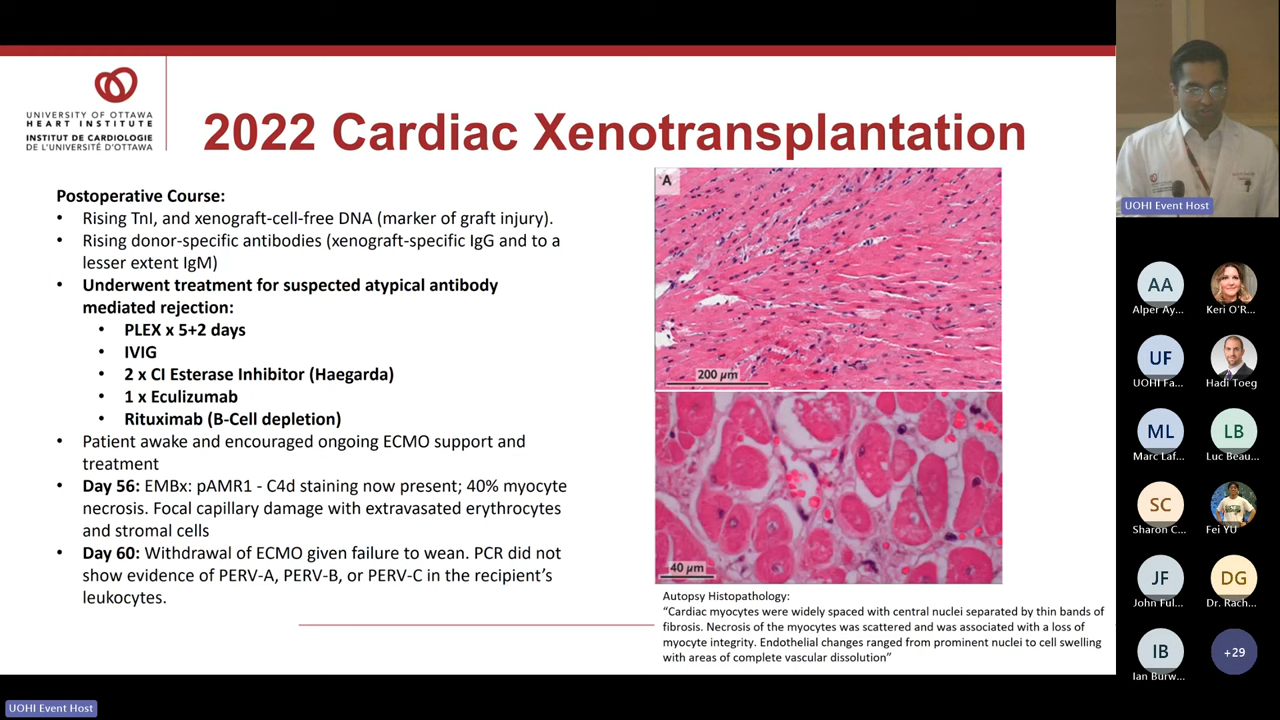 UNIVERSITY OF OTTAWA
HEART INSTITUTE
INSTITUT DE CARDIOLOGIE
DE L'UNIVERSITÉ D'OTTAWA
2022 Cardiac Xenotransplantation
Postoperative Course:
• Rising TnI, and xenograft-cell-free DNA (marker of graft injury).
• Rising donor-specific antibodies (xenograft-specific IgG and to a
lesser extent IgM)
• Underwent treatment for suspected atypical antibody
mediated rejection:
• PLEX x 5+2 days
• IVIG
• 2 x CI Esterase Inhibitor (Haegarda)
• 1 x Eculizumab
• Rituximab (B-Cell depletion)
• Patient awake and encouraged ongoing ECMO support and
treatment
• Day 56: EMBx: pAMR1 - C4d staining now present; 40% myocyte
necrosis. Focal capillary damage with extravasated erythrocytes
and stromal cells
• Day 60: Withdrawal of ECMO given failure to wean. PCR did not
show evidence of PERV-A, PERV-B, or PERV-C in the recipient's
leukocytes.
A
200 µm
40 µm
Autopsy Histopathology:
"Cardiac myocytes were widely spaced with central nuclei separated by thin bands of
fibrosis. Necrosis of the myocytes was scattered and was associated with a loss of
myocyte integrity. Endothelial changes ranged from prominent nuclei to cell swelling
with areas of complete vascular dissolution"
UOHI Event Host
AA
Alper Ay...
Keri O'R...
UF
UOHI Fa...
Hadi Toeg
ML
Marc Laf...
LB
Luc Beau...
SC
Sharon C...
Fei YU
JF
John Ful...
DG
Dr. Rach...
IB
Ian Burw...
+29
UOHI Event Host